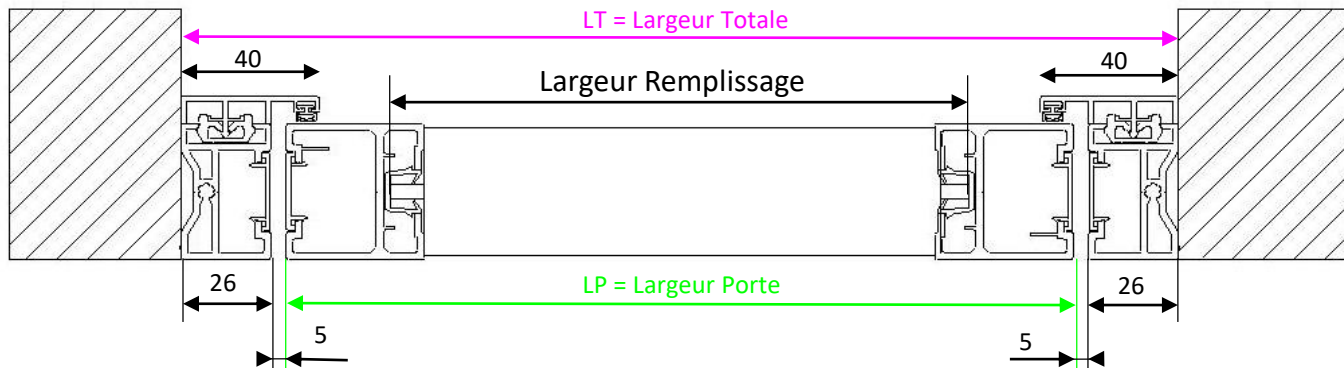 LT = Largeur Totale
40
40
Largeur Remplissage
26
LP = Largeur Porte
26
5
5